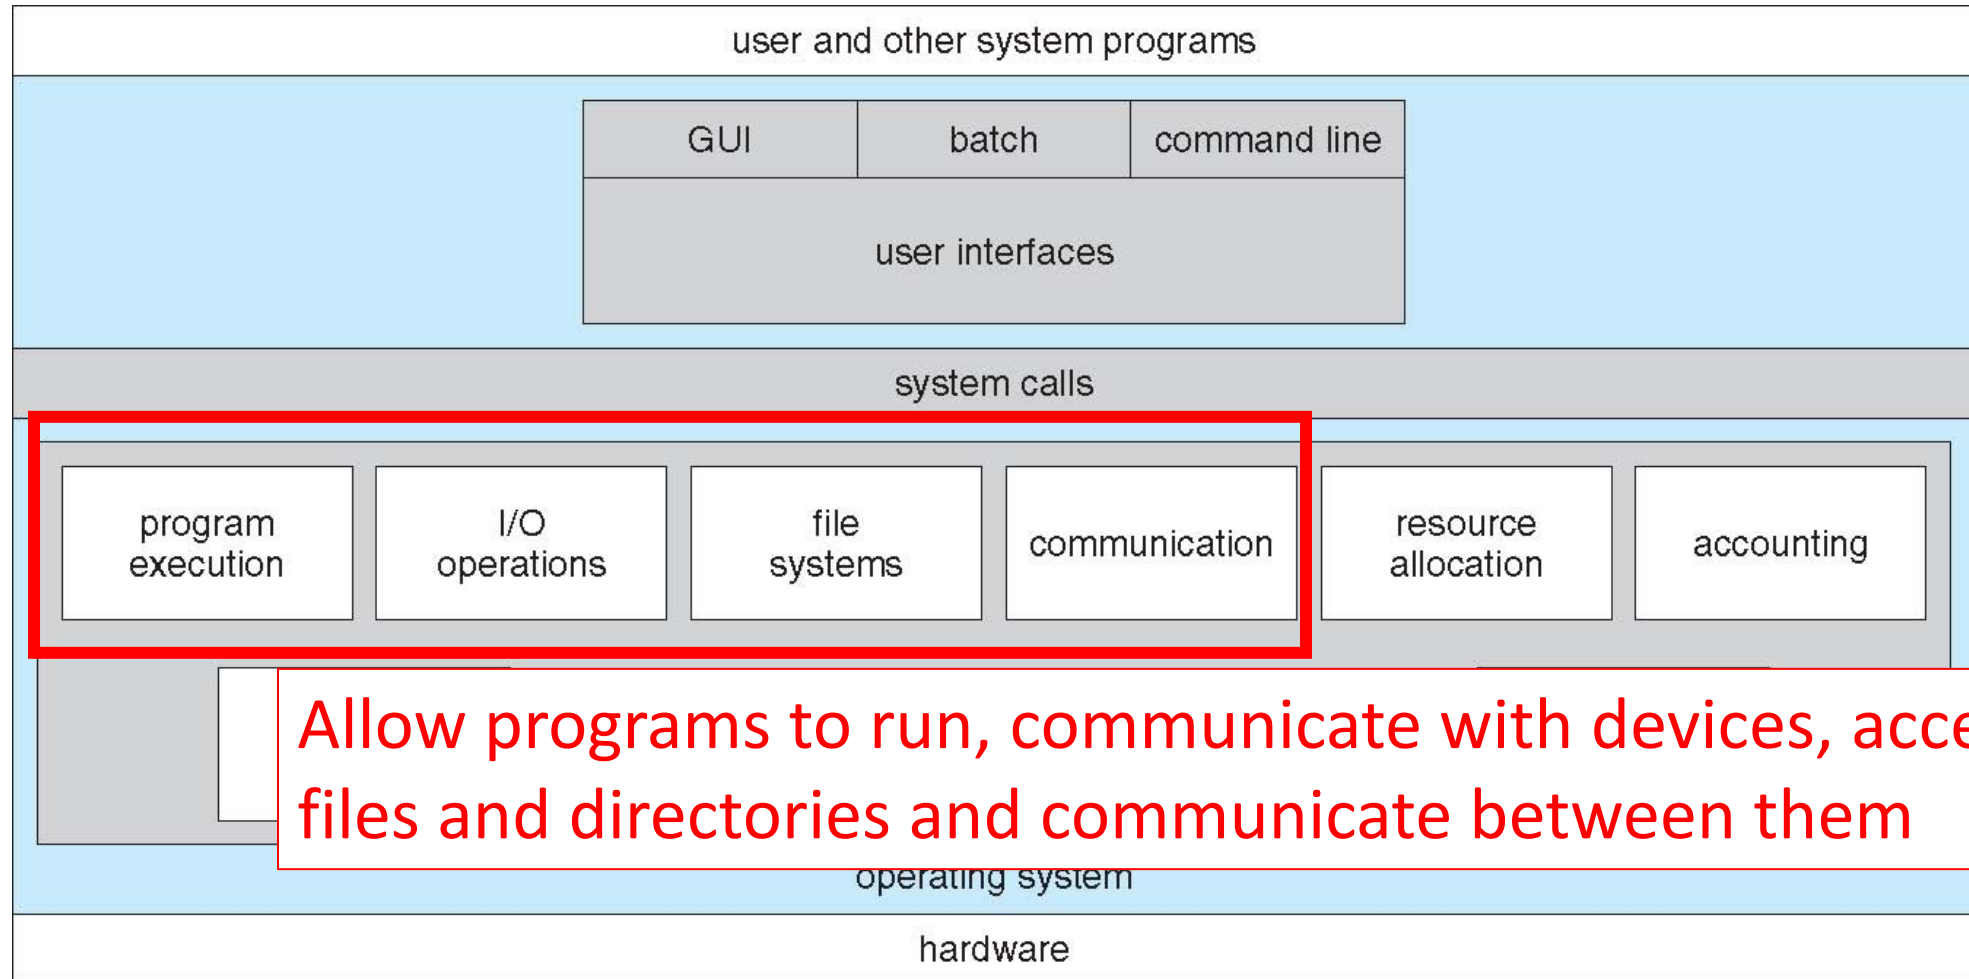 user and other system programs
GUI batch command line
user interfaces
system calls
program execution
I/O operations
file systems
communication
resource allocation
accounting
Allow programs to run, communicate with devices,
files and directories and communicate between them
operating system
hardware